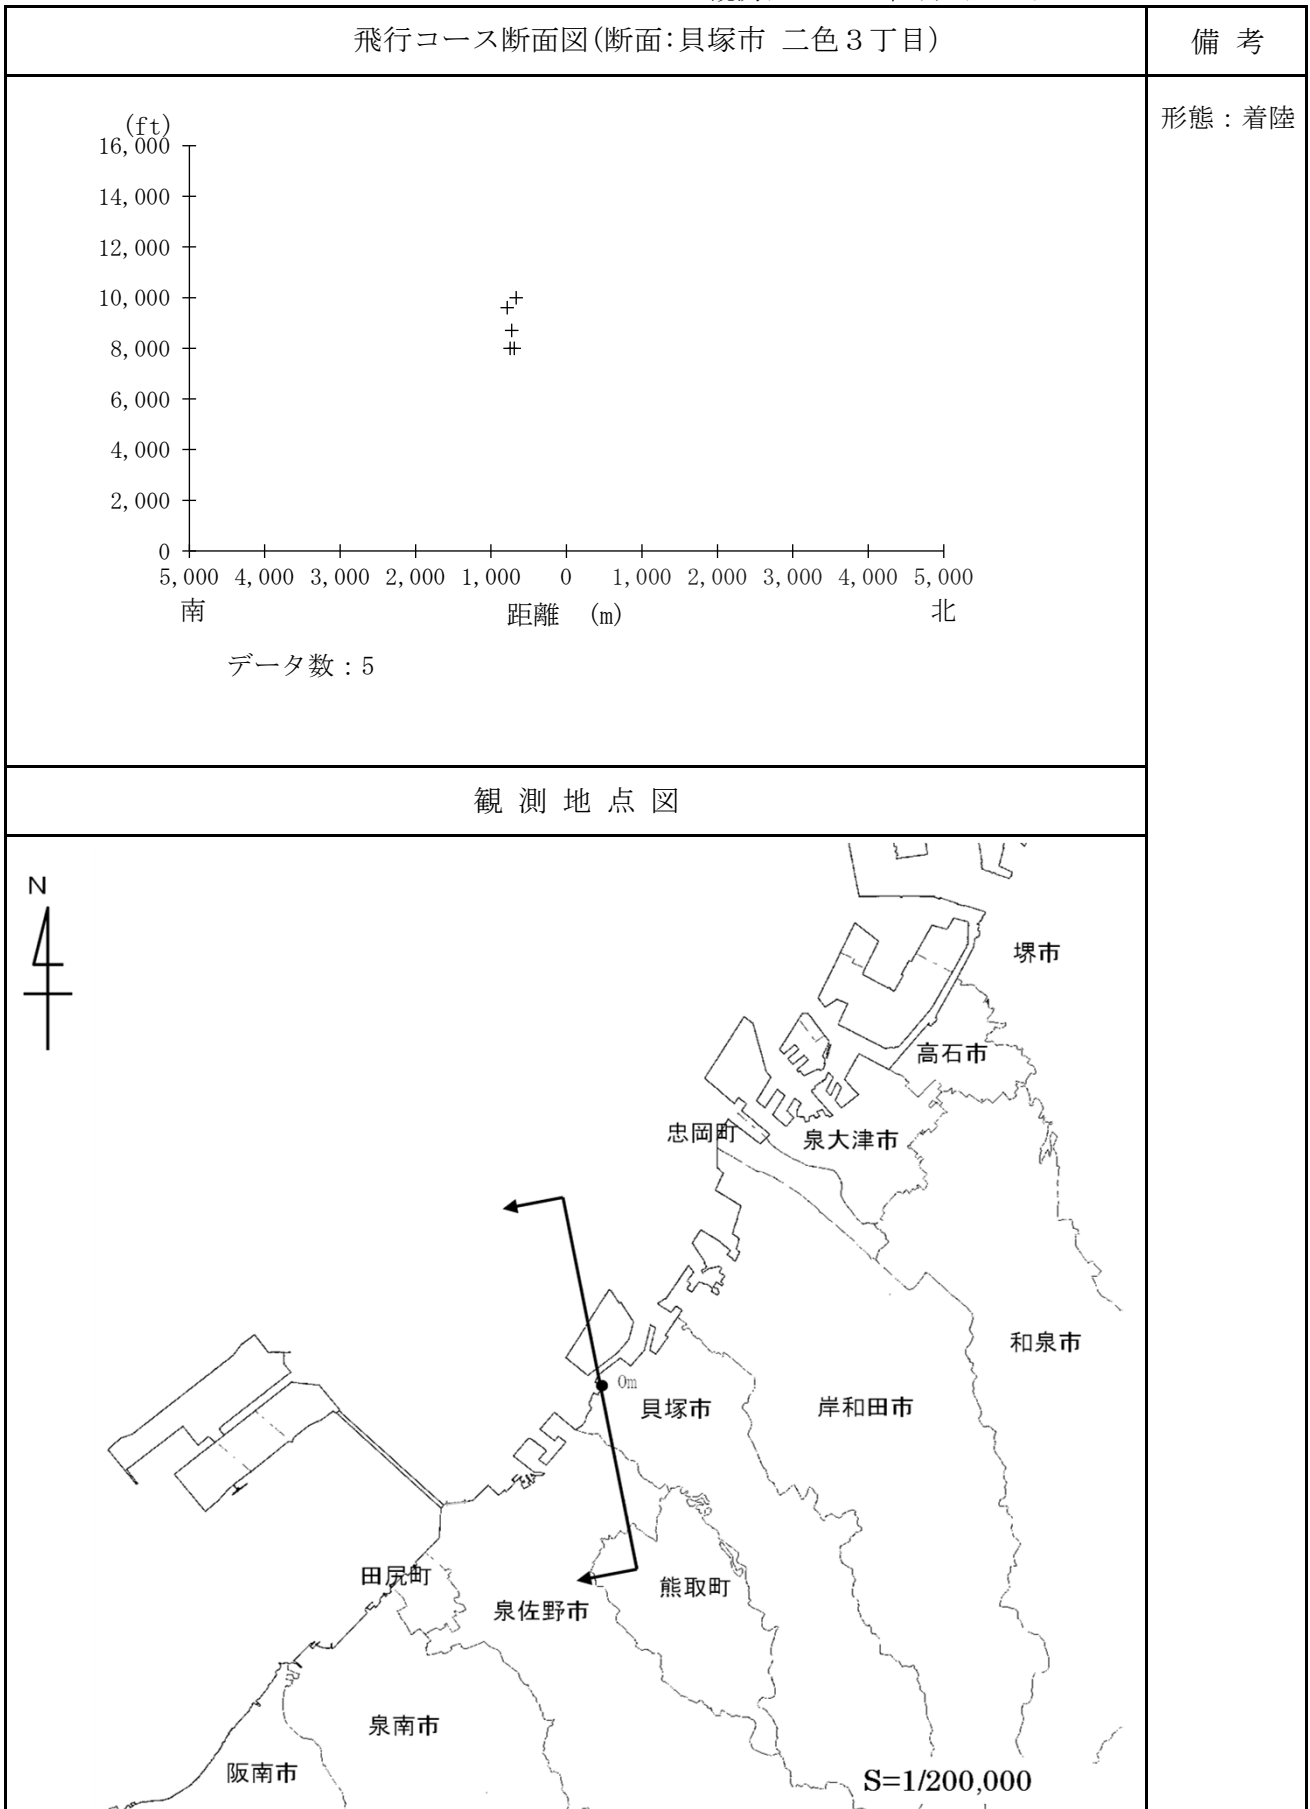 飛行コース断面図(断面:貝塚市 二色３丁目)
備 考
形態：着陸
(ft)
16,000
14,000
12,000
10,000
8,000
6,000
4,000
2,000
0
5,000 4,000 3,000 2,000 1,000 0 1,000 2,000 3,000 4,000 5,000
南 距離 (m) 北
データ数：5
観 測 地 点 図
N
堺市
高石市
忠岡町
泉大津市
和泉市
0m
貝塚市
岸和田市
田尻町
熊取町
泉佐野市
泉南市
阪南市
S=1/200,000